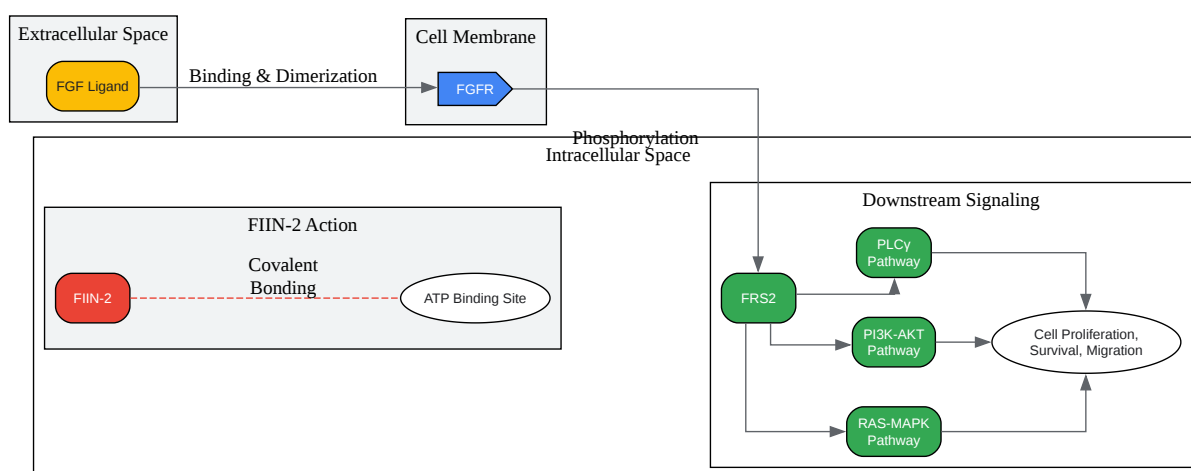 Extracellular Space
FGF Ligand
Binding & Dimerization
Cell Membrane
FGFR
Phosphorylation
Intracellular Space
FIIN-2 Action
FIIN-2
Covalent
Bonding
ATP Binding Site
Downstream Signaling
FRS2
PLCγ
Pathway
PI3K-AKT
Pathway
RAS-MAPK
Pathway
Cell Proliferation,
Survival, Migration